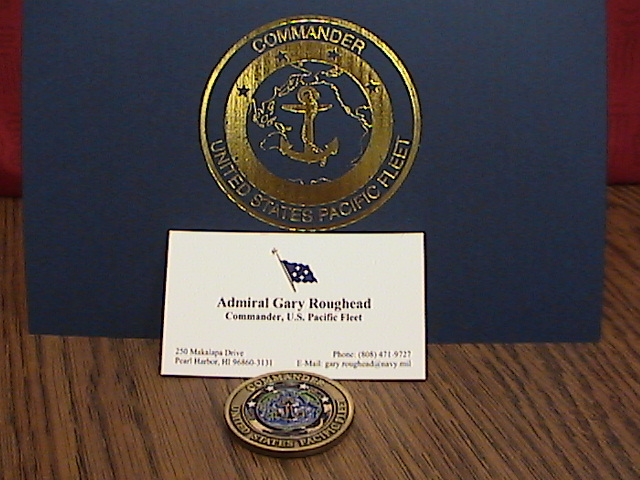 COMMANDER
UNITED STATES PACIFIC FLEET
Admiral Gary Roughead
Commander, U.S. Pacific Fleet
250 Makalapa Drive
Pearl Harbor, HI 96860-3131
Phone: (808) 471-9727
E-Mail: gary.roughead@navy.mil
COMMANDER
UNITED STATES PACIFIC FLEET